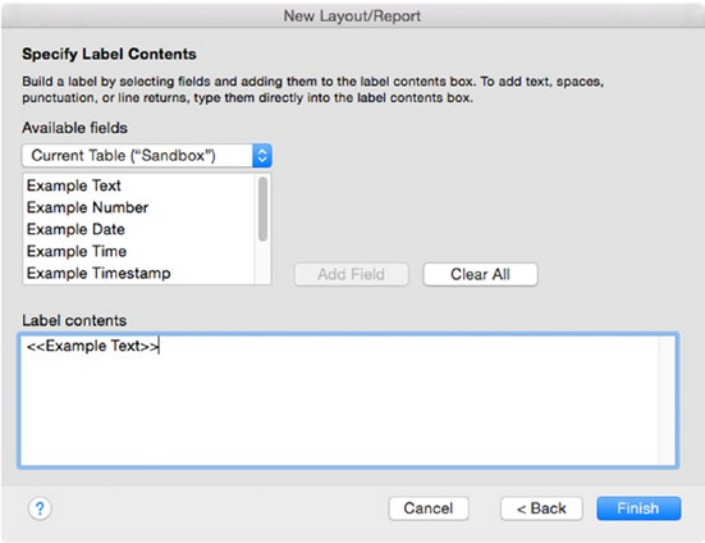 New Layout/Report
Specify Label Contents
Build a label by selecting fields and adding them to the label contents box. To add text, spaces,
punctuation, or line returns, type them directly into the label contents box.
Available fields
Current Table ("Sandbox")
Example Text
Example Number
Example Date
Example Time
Example Timestamp
Add Field
Clear All
Label contents
<<Example Text>>
?
Cancel
< Back
Finish